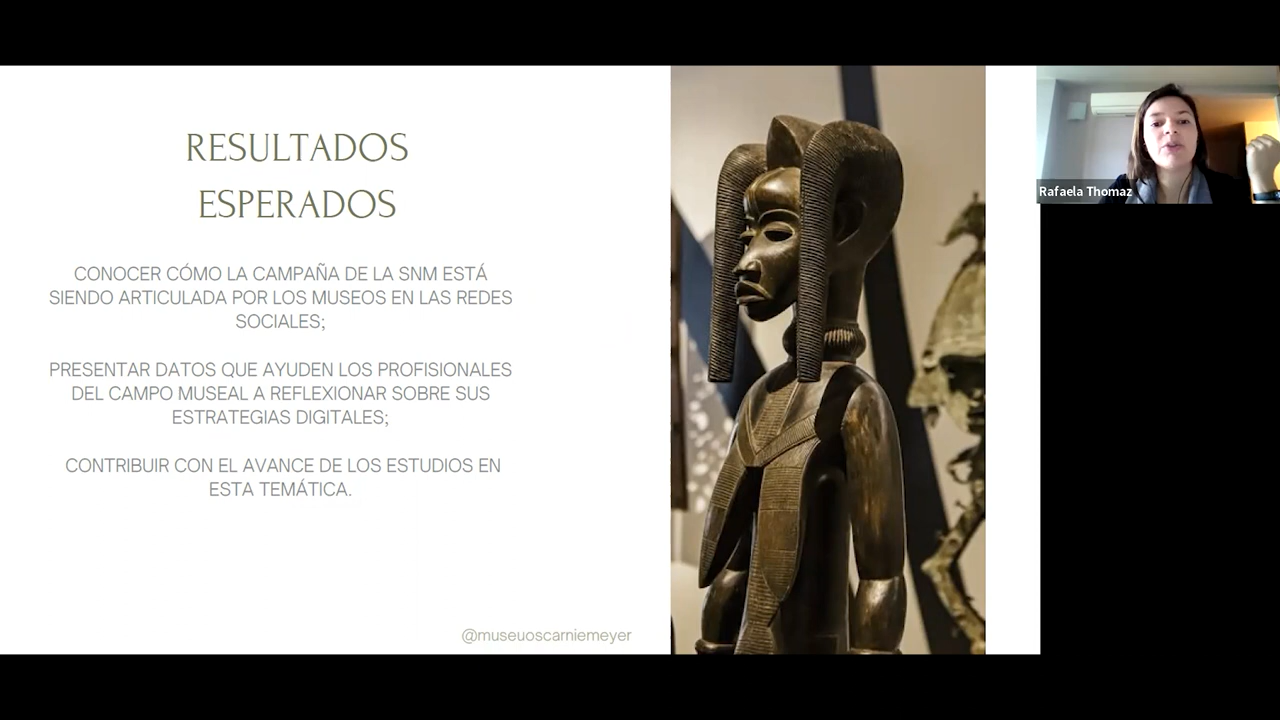 RESULTADOS
ESPERADOS
CONOCER CÓMO LA CAMPAÑA DE LA SNM ESTÁ
SIENDO ARTICULADA POR LOS MUSEOS EN LAS REDES
SOCIALES;
PRESENTAR DATOS QUE AYUDEN LOS PROFISIONALES
DEL CAMPO MUSEAL A REFLEXIONAR SOBRE SUS
ESTRATEGIAS DIGITALES;
CONTRIBUIR CON EL AVANCE DE LOS ESTUDIOS EN
ESTA TEMÁTICA.
@museuoscarniemeyer
Rafaela Thomaz